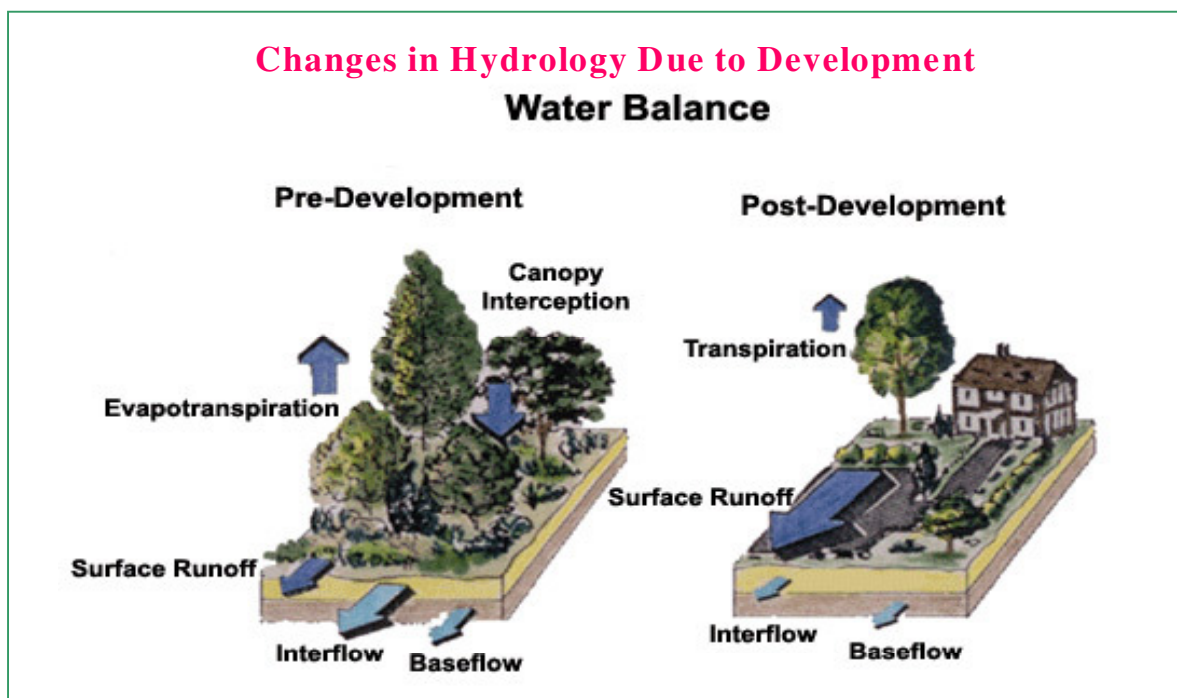 Changes in Hydrology Due to Development
Water Balance
Pre-Development
Canopy
Interception
Evapotranspiration
Surface Runoff
Interflow
Baseflow
Post-Development
Transpiration
Surface Runoff
Interflow
Baseflow